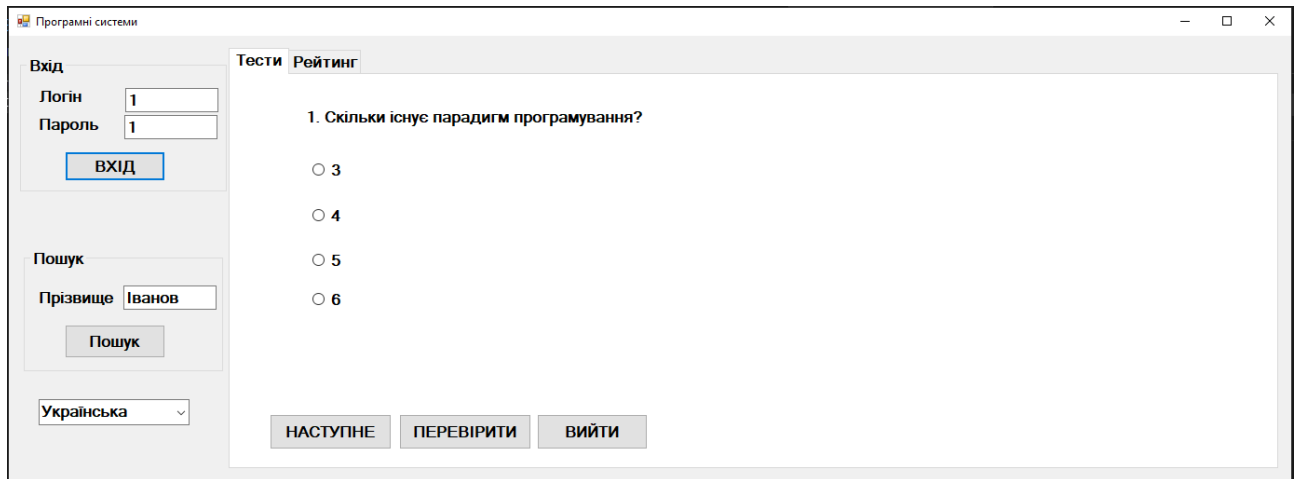 Програмні системи
Вхід
Логін 1
Пароль 1
ВХІД
Пошук
Прізвище Іванов
Пошук
Українська
Тести Рейтинг
1. Скільки існує парадигм програмування?
3
4
5
6
НАСТУПНЕ ПЕРЕВІРИТИ ВИЙТИ